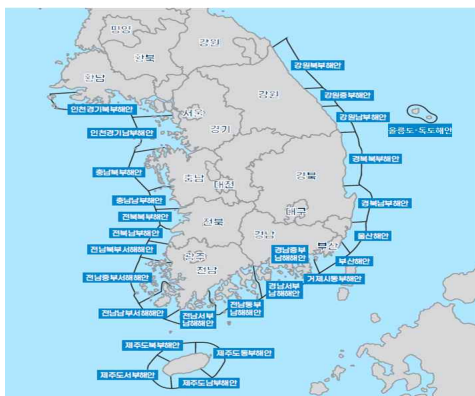 평양
강원
황북
황남
강원
서울
경기
충남
대전
경북
대구
전북
경남
부산
광주
전남
강원북부해안
강원중부해안
강원남부해안
울릉도·독도해안
경북북부해안
경북남부해안
울산해안
부산해안
거제시동부해안
경남중부
남해해안
경남서부
남해해안
전남동부
남해해안
전남서부
남해해안
인천경기북부해안
인천경기남부해안
충남북부해안
충남남부해안
전북북부해안
전북남부해안
전남북부서해안
전남중부서해안
전남남부서해안
제주도북부해안
제주도동부해안
제주도서부해안
제주도남부해안